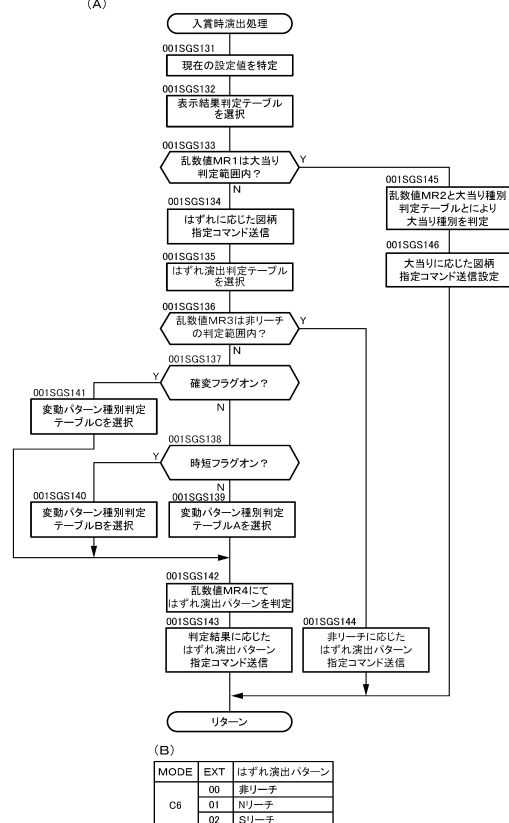 (A)
入賞時演出処理
001SGS131
現在の設定値を特定
001SGS132
表示結果判定テーブル
を選択
001SGS133
乱数値MR1は大当り
判定範囲内？
Y
N
001SGS145
乱数値MR2と大当り種別
判定テーブルとにより
大当り種別を判定
001SGS134
はずれに応じた図柄
指定コマンド送信
001SGS146
大当りに応じた図柄
指定コマンド送信設定
001SGS135
はずれ演出判定テーブル
を選択
001SGS136
乱数値MR3は非リーチ
の判定範囲内？
Y
N
001SGS137
確変フラグオン？
Y
N
001SGS141
変動パターン種別判定
テーブルCを選択
001SGS138
時短フラグオン？
Y
N
001SGS140
変動パターン種別判定
テーブルBを選択
001SGS139
変動パターン種別判定
テーブルAを選択
001SGS142
乱数値MR4にて
はずれ演出パターンを判定
001SGS143
判定結果に応じた
はずれ演出パターン
指定コマンド送信
001SGS144
非リーチに応じた
はずれ演出パターン
指定コマンド送信
リターン
(B)
MODE EXT はずれ演出パターン
C6 00 非リーチ
01 Nリーチ
02 Sリーチ